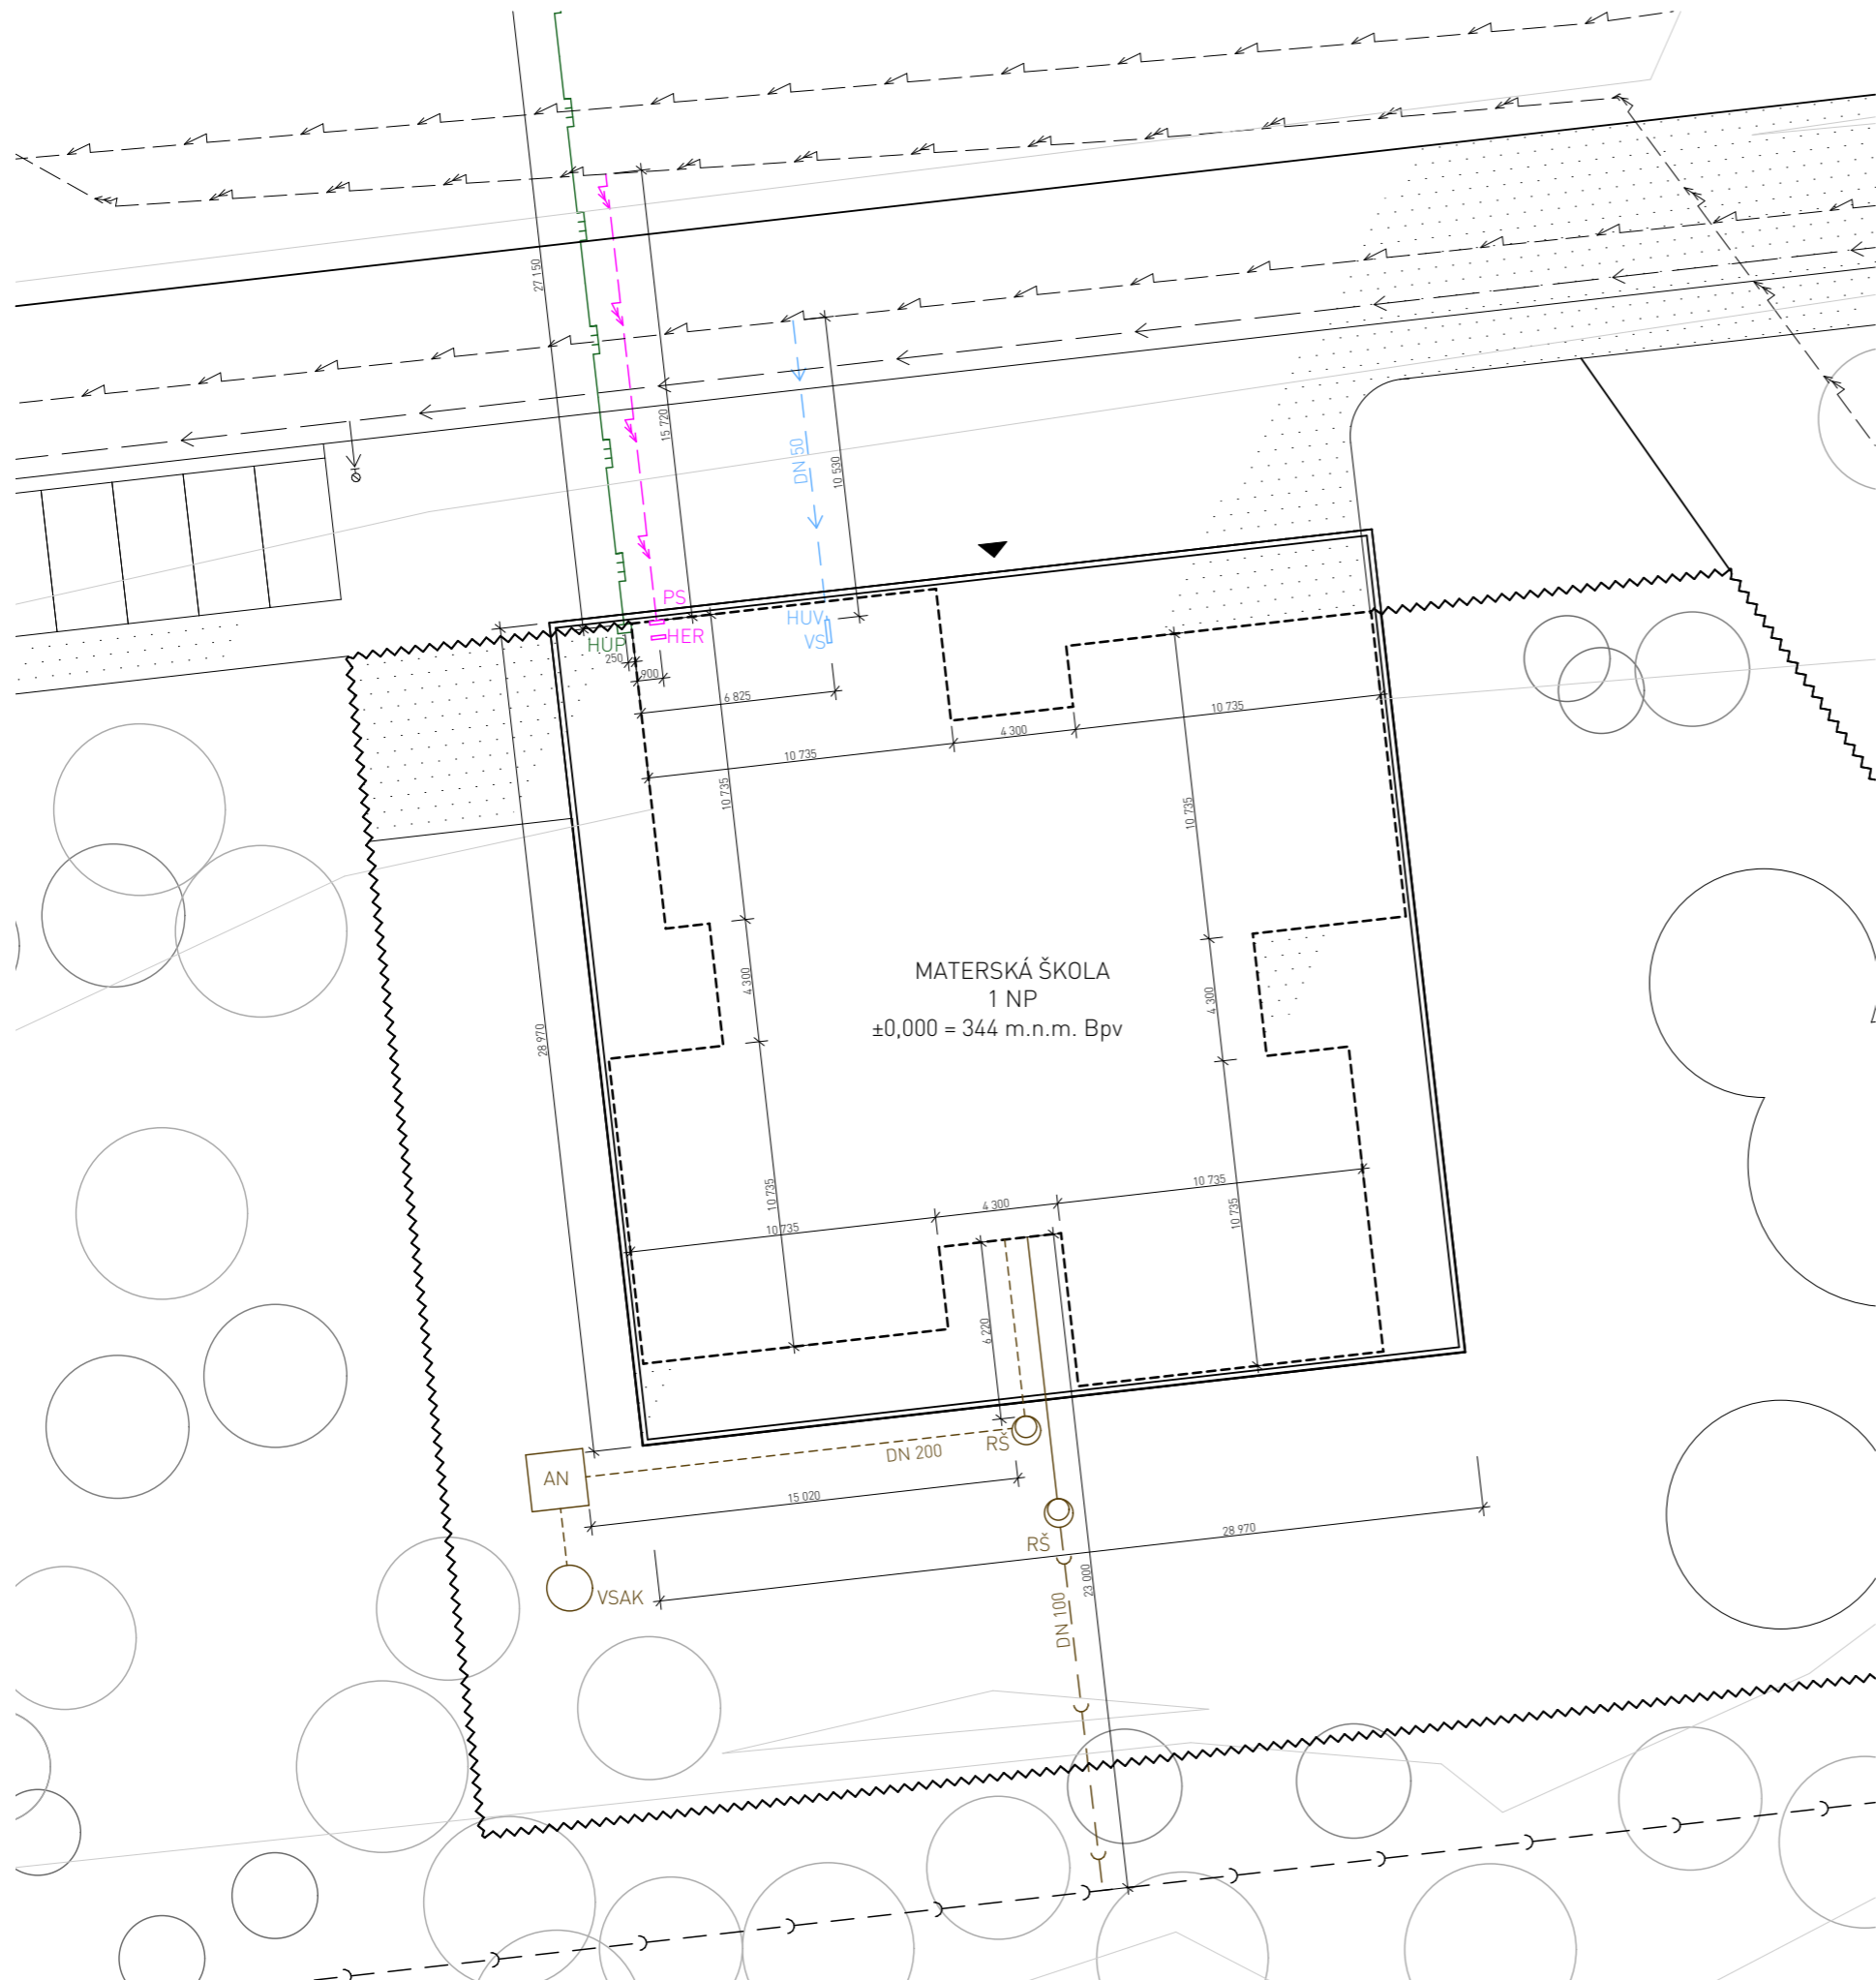 27 150
15 720
DN 50
10 530
PS
HUV
HUP
HER
VS
250
900
6 825
10 735
4 300
10 735
10 735
10 735
4 300
4 300
MATERSKÁ ŠKOLA
1 NP
±0,000 = 344 m.n.m. Bpv
28 970
10 735
10 735
10 735
4 300
10 735
6 220
RŠ
DN 200
AN
15 020
28 970
RŠ
23 000
DN 100
VSAK